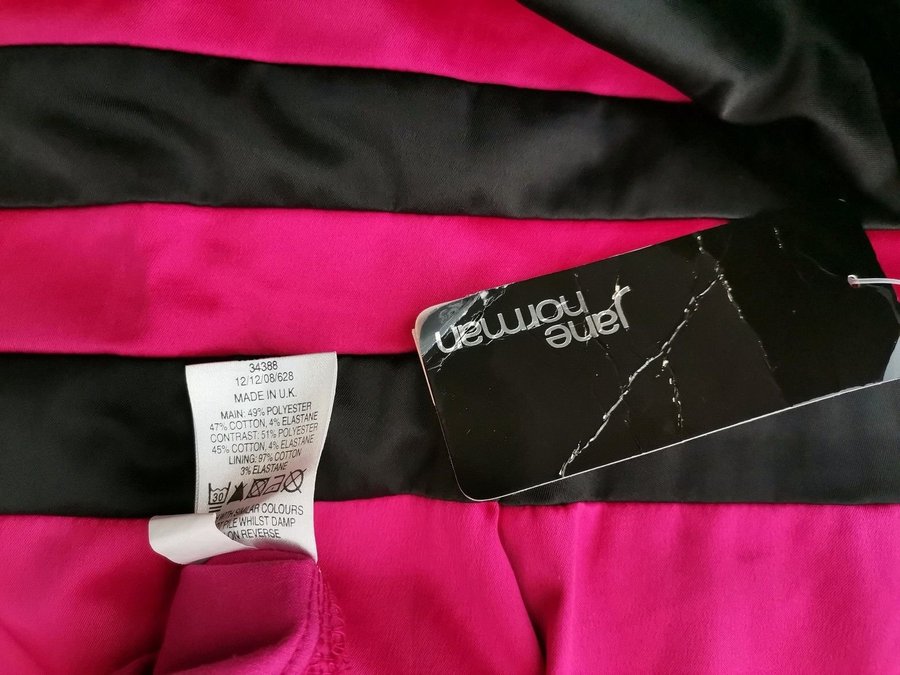 jane
norman
34388
12/12/08/628
MADE IN U.K.
MAIN: 49% POLYESTER
47% COTTON, 4% ELASTANE
CONTRAST: 51% POLYESTER
45% COTTON, 4% ELASTANE
LINING: 97% COTTON
3% ELASTANE
30
WITH SIMILAR COLOURS
PILE WHILST DAMP
ON REVERSE